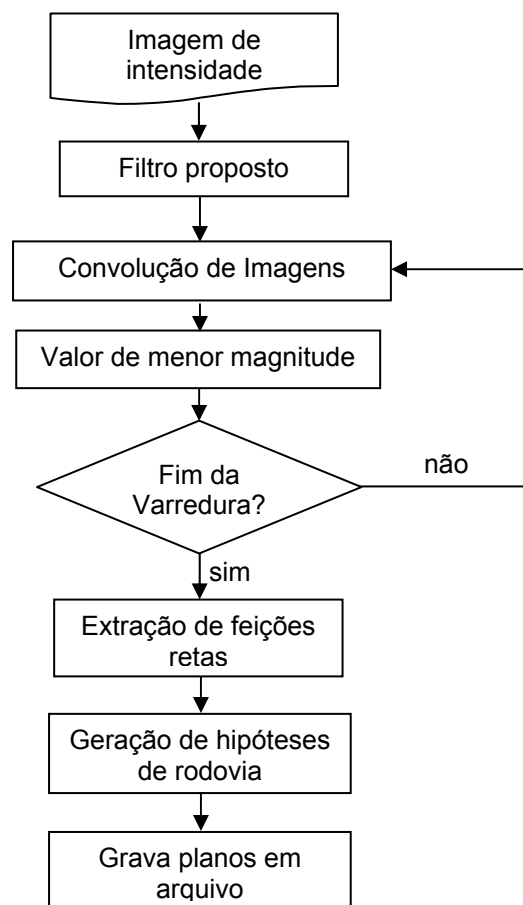 Imagem de
intensidade
Filtro proposto
Convolução de Imagens
Valor de menor magnitude
Fim da
Varredura?
não
sim
Extração de feições
retas
Geração de hipóteses
de rodovia
Grava planos em
arquivo